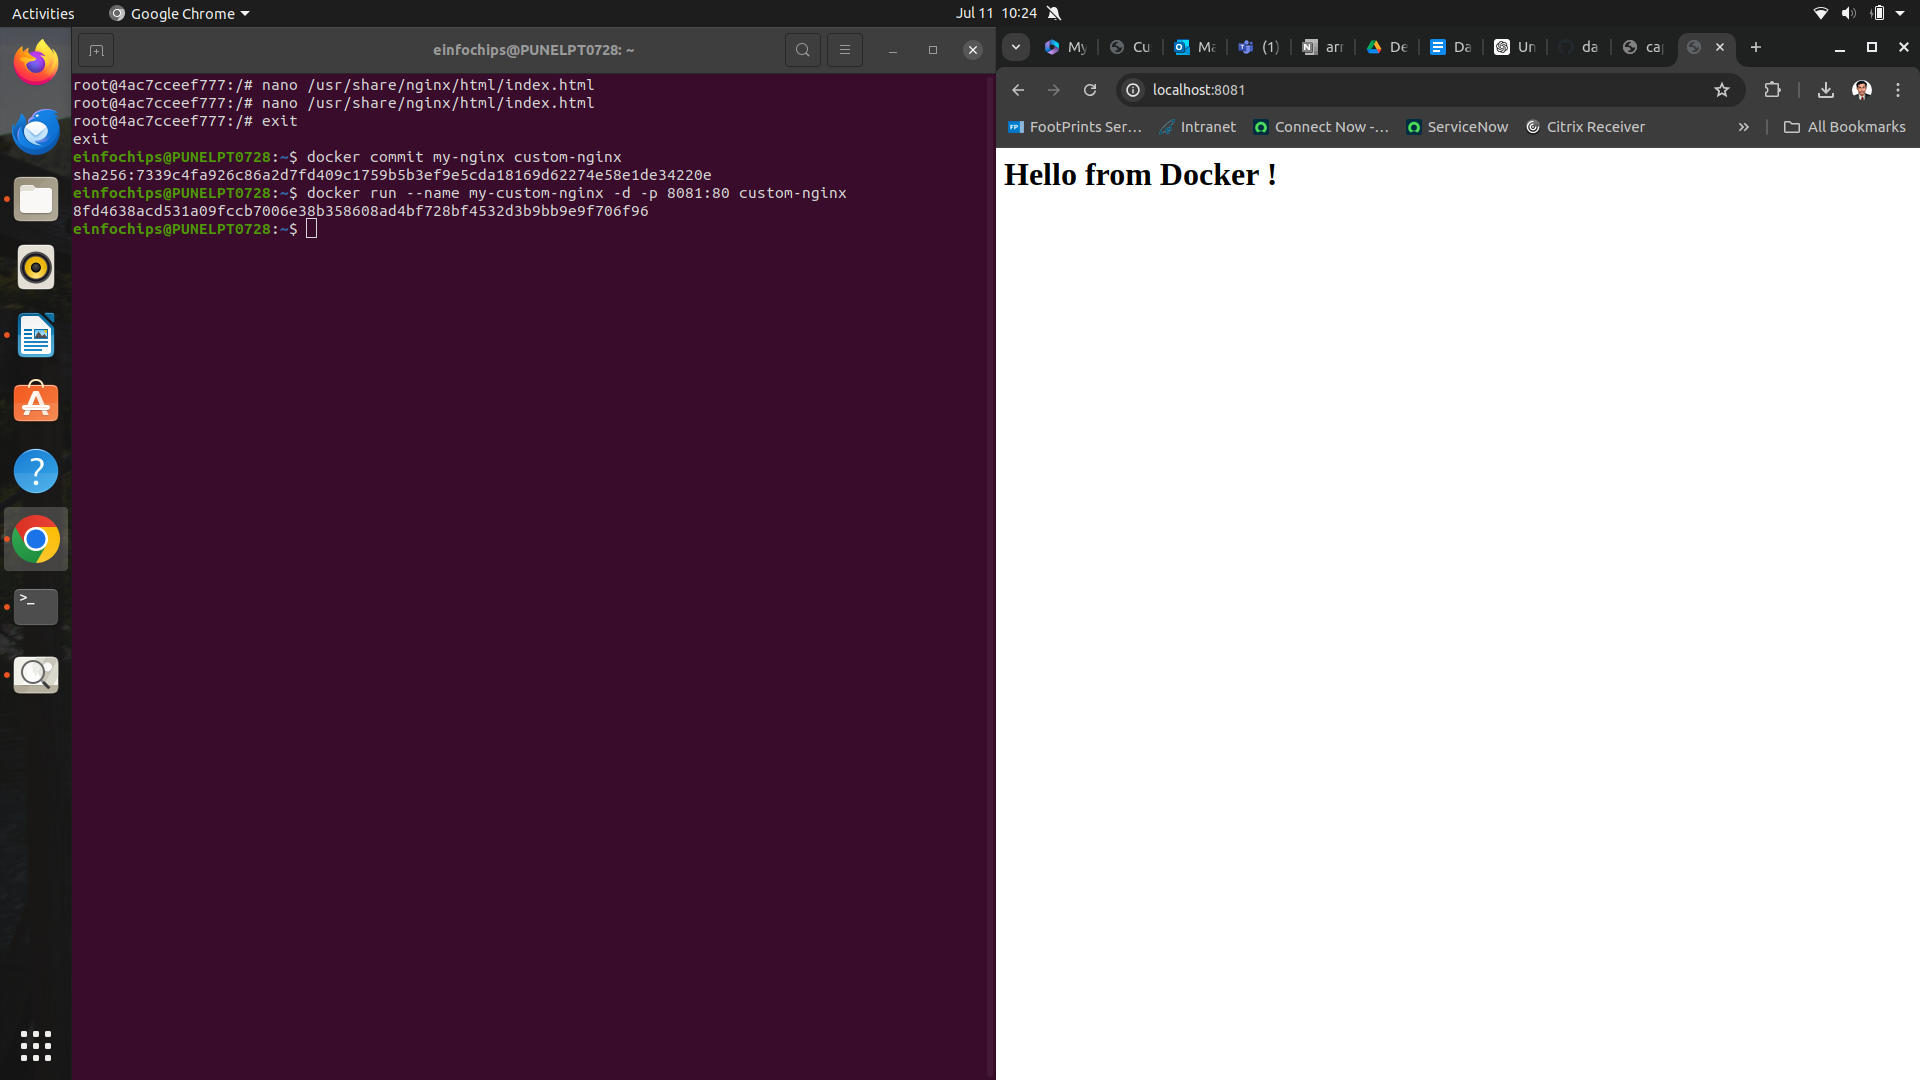 Activities
Google Chrome
Jul 11 10:24
einfochips@PUNELPT0728: ~
root@4ac7cceef777:/# nano /usr/share/nginx/html/index.html
root@4ac7cceef777:/# nano /usr/share/nginx/html/index.html
root@4ac7cceef777:/# exit
exit
einfochips@PUNELPT0728:~$ docker commit my-nginx custom-nginx
sha256:7339c4fa926c86a2d7fd409c1759b5b3ef9e5cda18169d62274e58e1de34220e
einfochips@PUNELPT0728:~$ docker run --name my-custom-nginx -d -p 8081:80 custom-nginx
8fd4638acd531a09fccb7006e38b358608ad4bf728bf4532d3b9bb9e9f706f96
einfochips@PUNELPT0728:~$
My Cu Ma (1) arr De Da Un da ca
localhost:8081
FootPrints Ser... Intranet Connect Now -... ServiceNow Citrix Receiver » All Bookmarks
Hello from Docker !